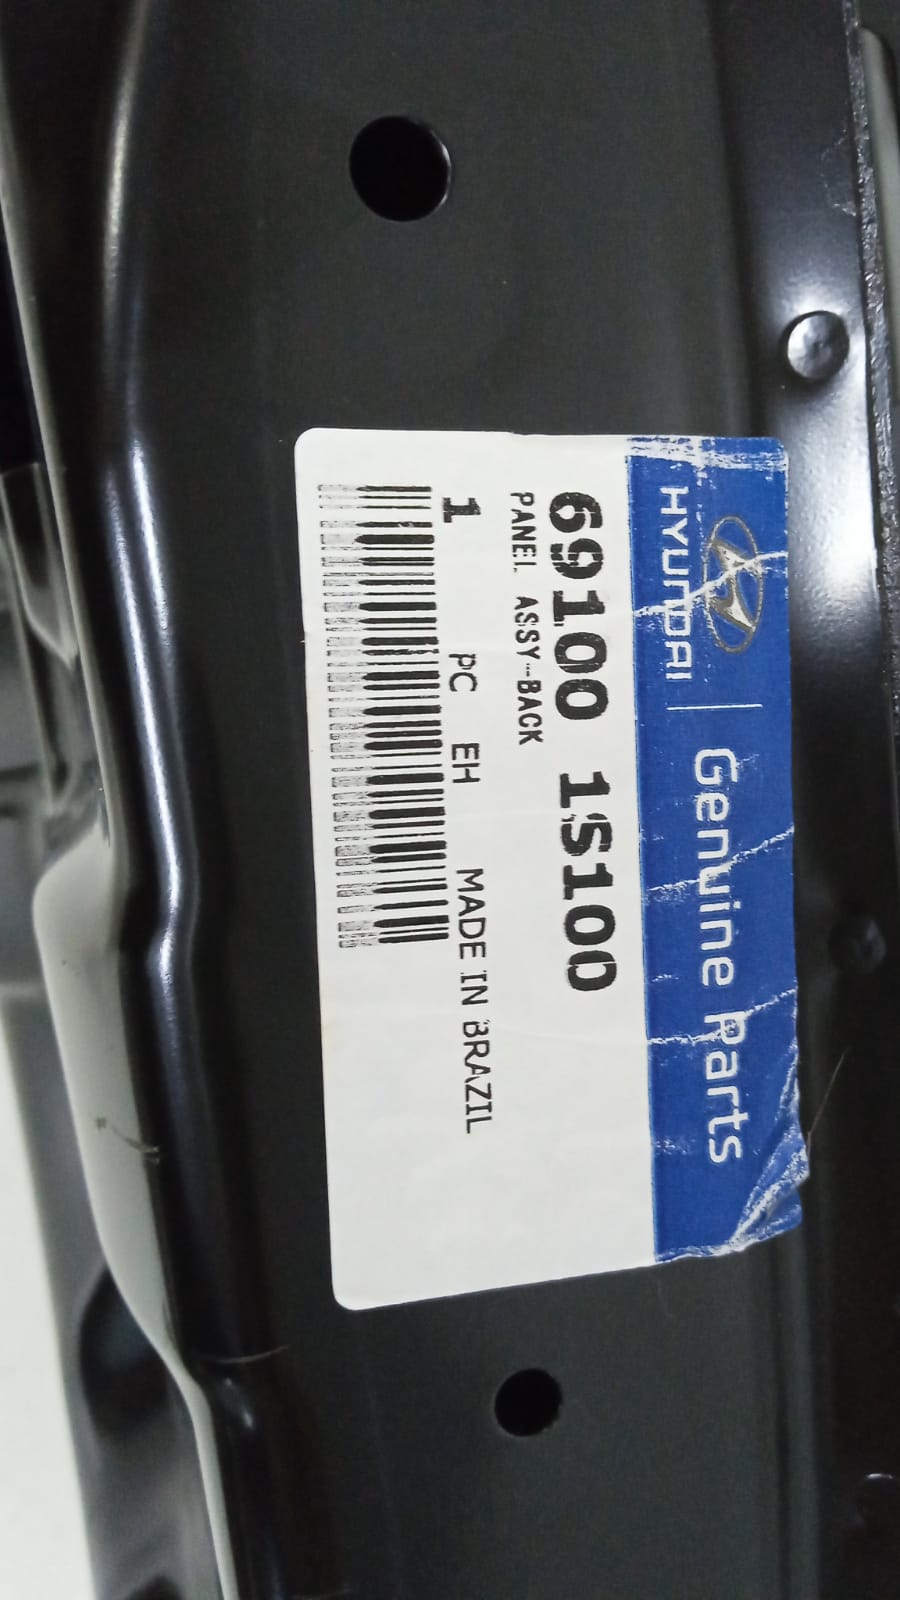 HYUNDAI | Genuine Parts
69100 1S100
PANEL ASSY-BACK
1 PC EH MADE IN BRAZIL